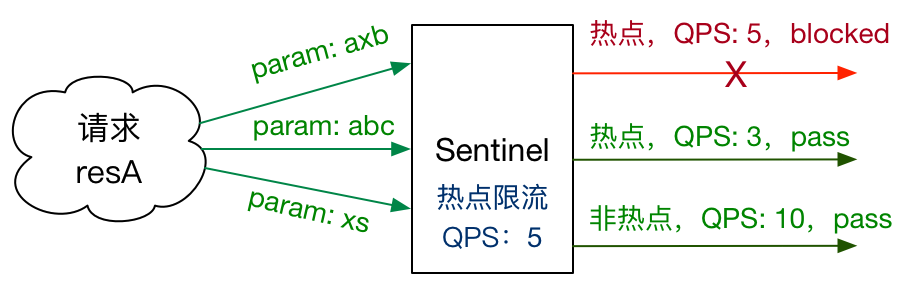 请求
resA
param: axb
param: abc
param: xs
Sentinel
热点限流
QPS：5
热点，QPS: 5，blocked
X
热点，QPS: 3，pass
非热点，QPS: 10，pass